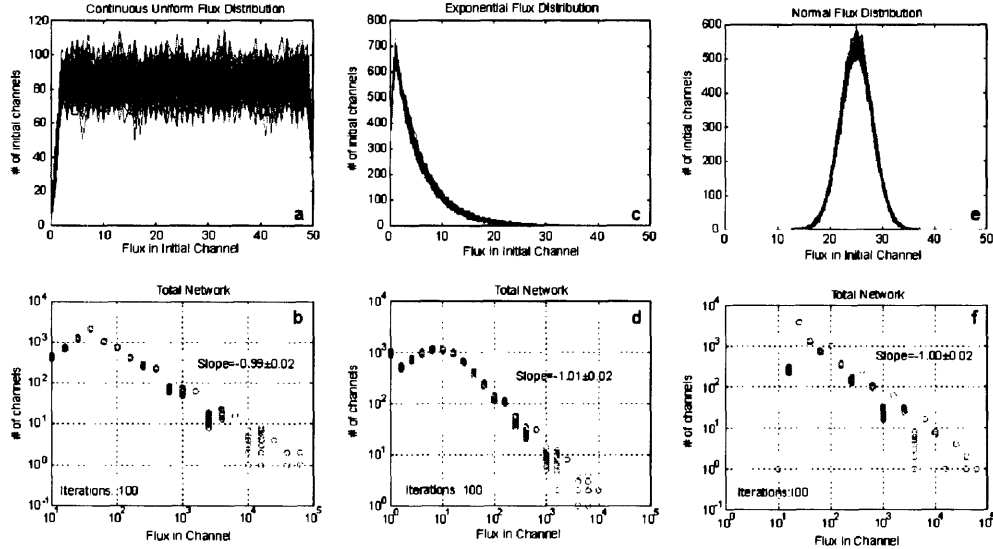 Continuous Uniform Flux Distribution
120
100
80
60
40
20
0
# of initial channels
0 10 20 30 40 50
a
Flux in Initial Channel
Exponential Flux Distribution
800
700
600
500
400
300
200
100
0
# of initial channels
0 10 20 30 40 50
c
Flux in Initial Channel
Normal Flux Distribution
600
500
400
300
200
100
0
# of initial channels
10 20 30 40 50
e
Flux in Initial Channel
Total Network
b
10^4
10^3
10^2
10^1
10^0
10^-1
# of channels
Slope=-0.99±0.02
Iterations: 100
10^1 10^2 10^3 10^4 10^5
Flux in Channel
Total Network
d
10^4
10^3
10^2
10^1
10^0
# of channels
Slope=-1.01±0.02
Iterations: 100
10^0 10^1 10^2 10^3 10^4 10^5
Flux in Channel
Total Network
f
10^4
10^3
10^2
10^1
10^0
10^-1
# of channels
Slope=-1.00±0.02
Iterations:100
10^0 10^1 10^2 10^3 10^4 10^5
Flux in Channel